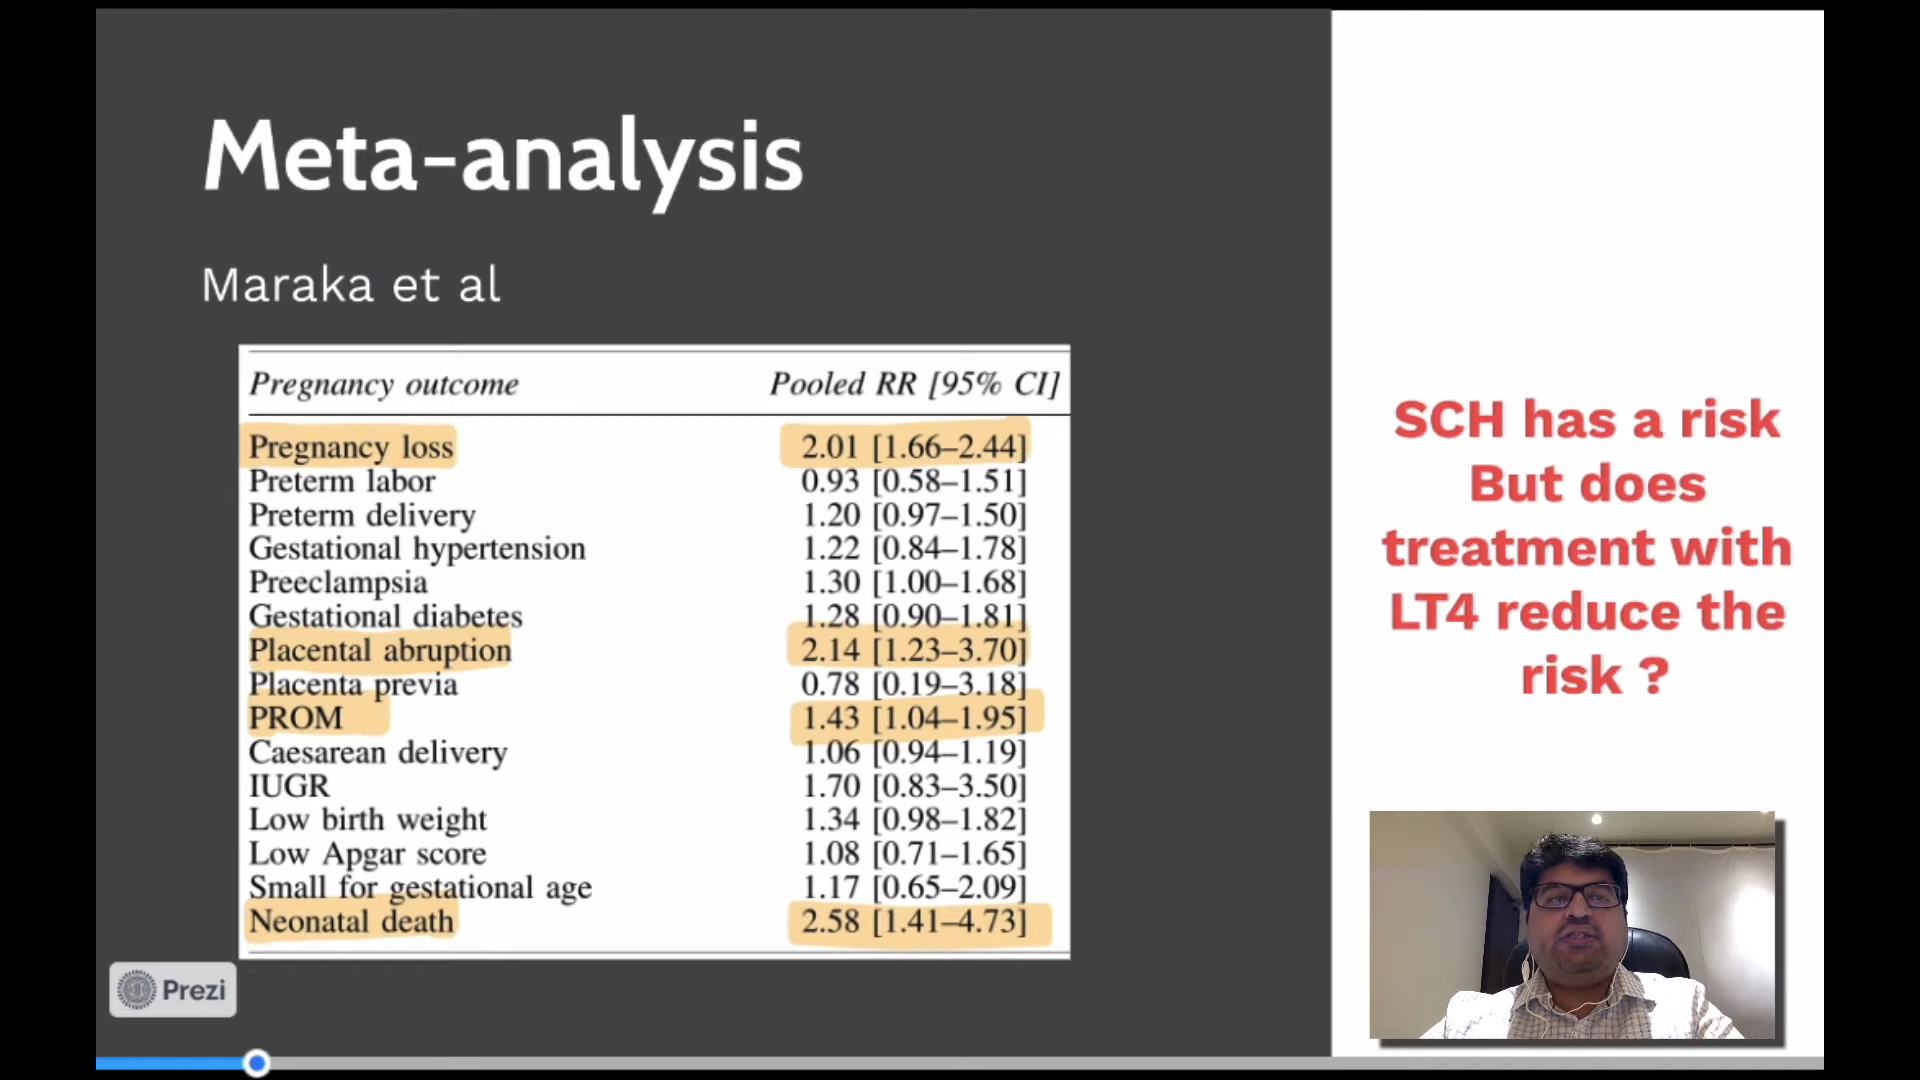 Meta-analysis
Maraka et al
Pregnancy outcome Pooled RR [95% CI]
Pregnancy loss 2.01 [1.66–2.44]
Preterm labor 0.93 [0.58–1.51]
Preterm delivery 1.20 [0.97–1.50]
Gestational hypertension 1.22 [0.84–1.78]
Preeclampsia 1.30 [1.00–1.68]
Gestational diabetes 1.28 [0.90–1.81]
Placental abruption 2.14 [1.23–3.70]
Placenta previa 0.78 [0.19–3.18]
PROM 1.43 [1.04–1.95]
Caesarean delivery 1.06 [0.94–1.19]
IUGR 1.70 [0.83–3.50]
Low birth weight 1.34 [0.98–1.82]
Low Apgar score 1.08 [0.71–1.65]
Small for gestational age 1.17 [0.65–2.09]
Neonatal death 2.58 [1.41–4.73]
Prezi
SCH has a risk
But does
treatment with
LT4 reduce the
risk ?